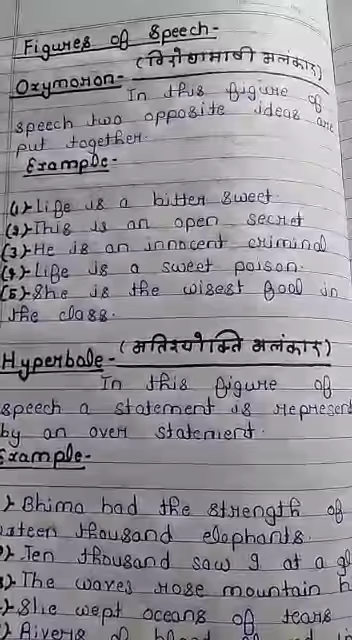 Figures of Speech-
Oxymoron- (विरोधाभाषी अलंकार)
In this figure of
speech two opposite ideas are
put together.
Example-
(1) Life is a bitter sweet.
(2) This is an open secret
(3) He is an innocent criminal
(4) Life is a sweet poison.
(5) She is the wisest fool in
the class.
Hyperbole- (अतिश्योक्ति अलंकार)
In this figure of
speech a statement is represent
by an over statement.
Example-
Bhima had the strength of
thousand elephants.
Ten thousand saw I at a
The waves rose mountain
She wept oceans of tears
Rivers of